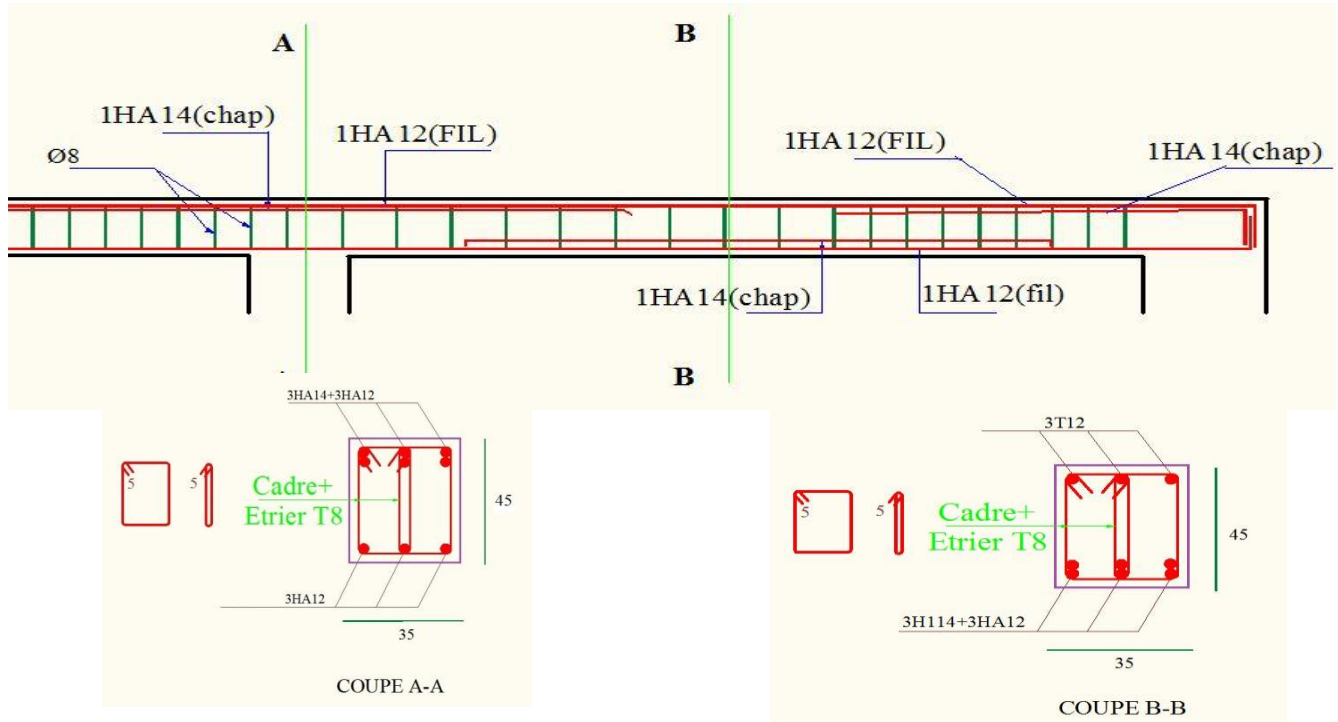 A
B
1HA14(chap)
1HA12(FIL)
1HA12(FIL)
1HA14(chap)
Ø8
1HA14(chap)
1HA12(fil)
B
3HA14+3HA12
5
5
Cadre+
Etrier T8
45
3HA12
35
COUPE A-A
3T12
5
5
Cadre+
Etrier T8
45
3H114+3HA12
35
COUPE B-B